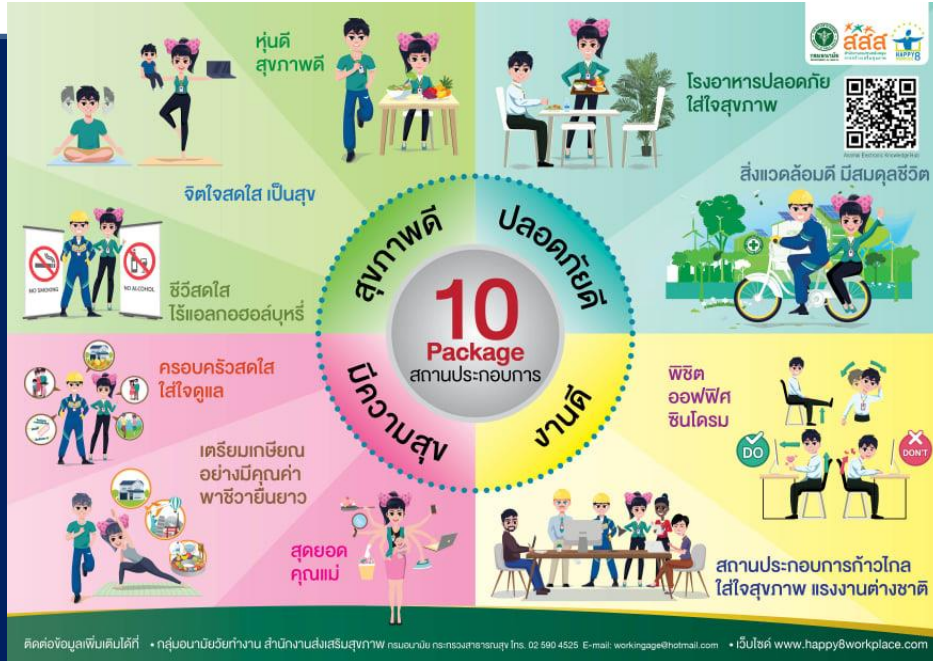 หุ่นดี
สุขภาพดี
โรงอาหารปลอดภัย
ใส่ใจสุขภาพ
สสส
HAPPY
8
จิตใจสดใส เป็นสุข
สิ่งแวดล้อมดี มีสมดุลชีวิต
NO SMOKING
NO ALCOHOL
ชีวีสดใส
ไร้แอลกอฮอล์บุหรี่
สุขภาพดี
ปลอดภัยดี
10
Package
สถานประกอบการ
มีความสุข
งานดี
ครอบครัวสดใส
ใส่ใจดูแล
พิชิต
ออฟฟิศ
ซินโดรม
DO
DON'T
เตรียมเกษียณ
อย่างมีคุณค่า
พาชีวายืนยาว
สุดยอด
คุณแม่
สถานประกอบการก้าวไกล
ใส่ใจสุขภาพ แรงงานต่างชาติ
ติดต่อข้อมูลเพิ่มเติมได้ที่ • กลุ่มอนามัยวัยทำงาน สำนักงานส่งเสริมสุขภาพ กรมอนามัย กระทรวงสาธารณสุข โทร. 02 590 4525 E-mail: workingage@hotmail.com • เว็บไซต์ www.happy8workplace.com